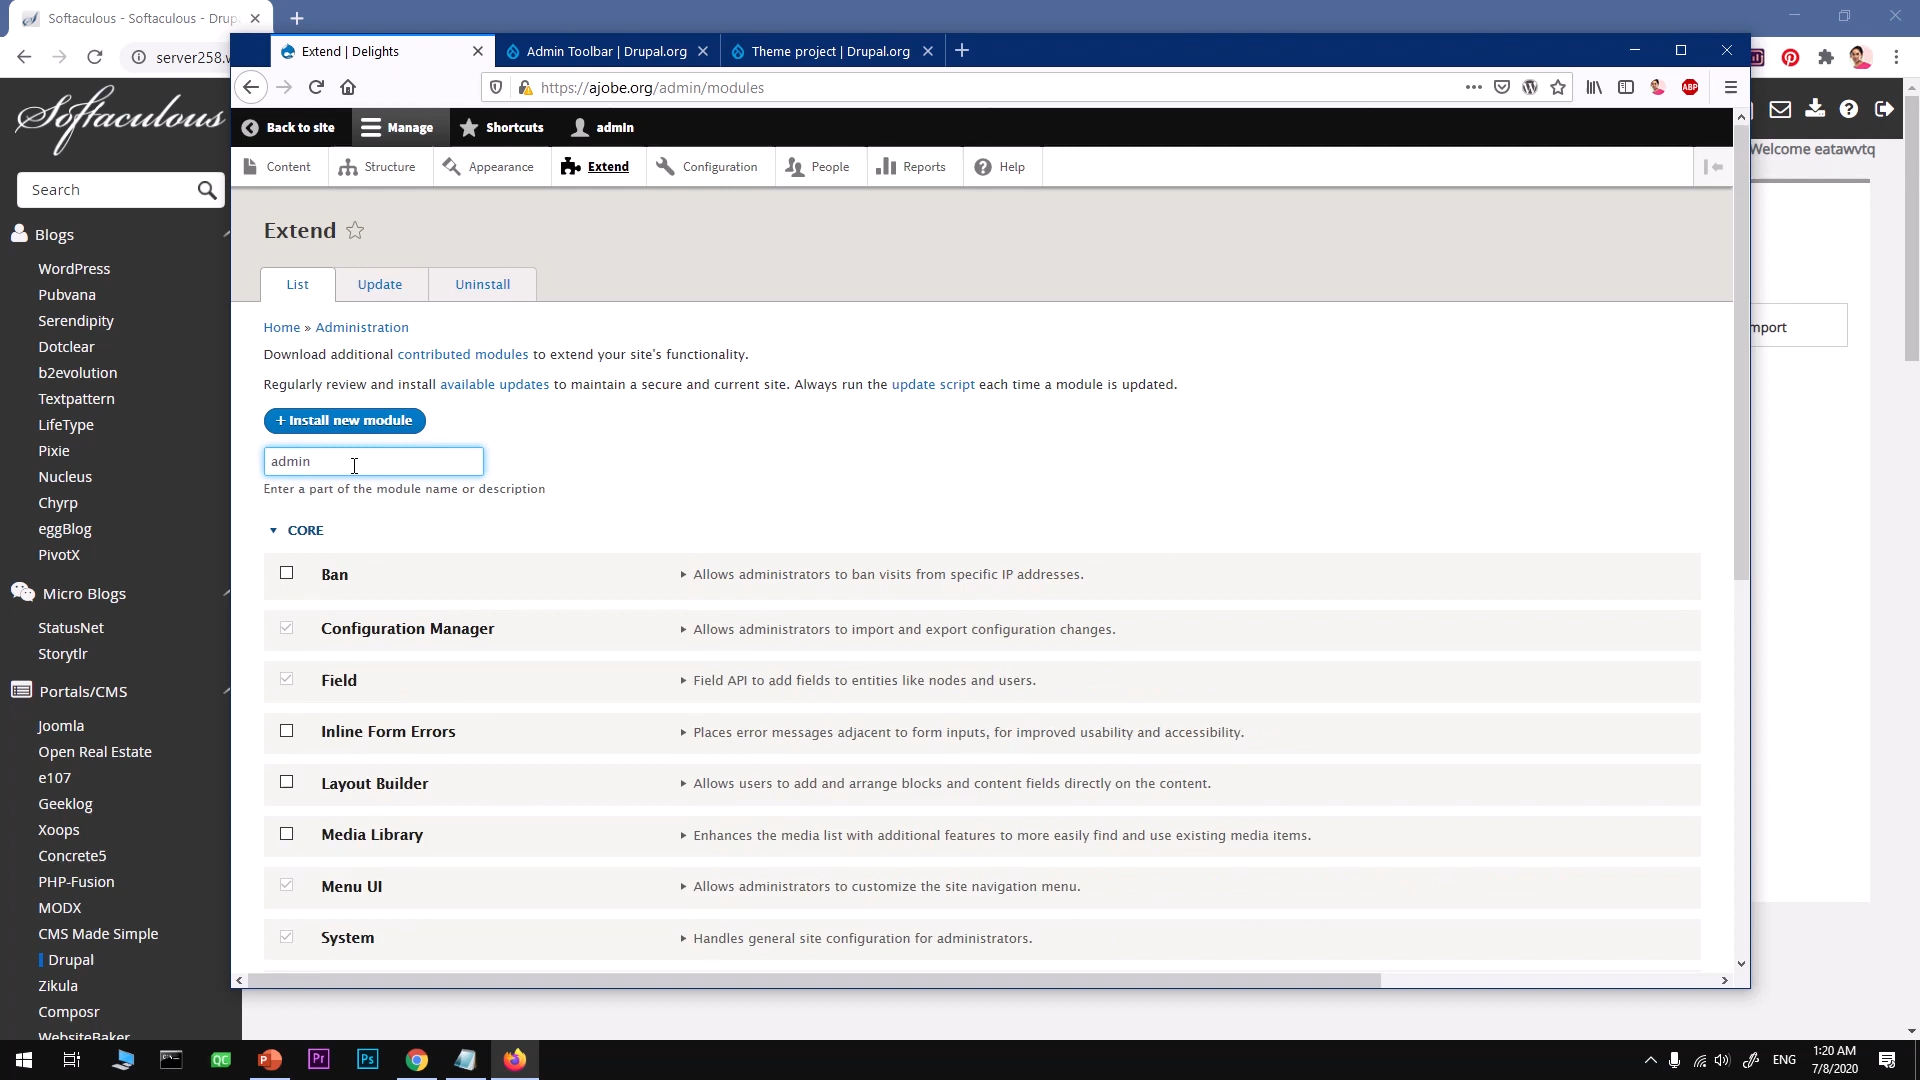 Softaculous - Softaculous - Drup
server258.w
Extend | Delights
Admin Toolbar | Drupal.org
Theme project | Drupal.org
https://ajobe.org/admin/modules
ABP
Softaculous
Welcome eatawvtq
Search
Back to site
Manage
Shortcuts
admin
Content
Structure
Appearance
Extend
Configuration
People
Reports
Help
Extend
List
Update
Uninstall
Home » Administration
Download additional contributed modules to extend your site's functionality.
Regularly review and install available updates to maintain a secure and current site. Always run the update script each time a module is updated.
+ Install new module
admin
Enter a part of the module name or description
CORE
Ban
Allows administrators to ban visits from specific IP addresses.
Configuration Manager
Allows administrators to import and export configuration changes.
Field
Field API to add fields to entities like nodes and users.
Inline Form Errors
Places error messages adjacent to form inputs, for improved usability and accessibility.
Layout Builder
Allows users to add and arrange blocks and content fields directly on the content.
Media Library
Enhances the media list with additional features to more easily find and use existing media items.
Menu UI
Allows administrators to customize the site navigation menu.
System
Handles general site configuration for administrators.
mport
Blogs
WordPress
Pubvana
Serendipity
Dotclear
b2evolution
Textpattern
LifeType
Pixie
Nucleus
Chyrp
eggBlog
PivotX
Micro Blogs
StatusNet
Storytlr
Portals/CMS
Joomla
Open Real Estate
e107
Geeklog
Xoops
Concrete5
PHP-Fusion
MODX
CMS Made Simple
Drupal
Zikula
Composr
WebsiteBaker
QC
P
Pr
Ps
ENG
1:20 AM
7/8/2020